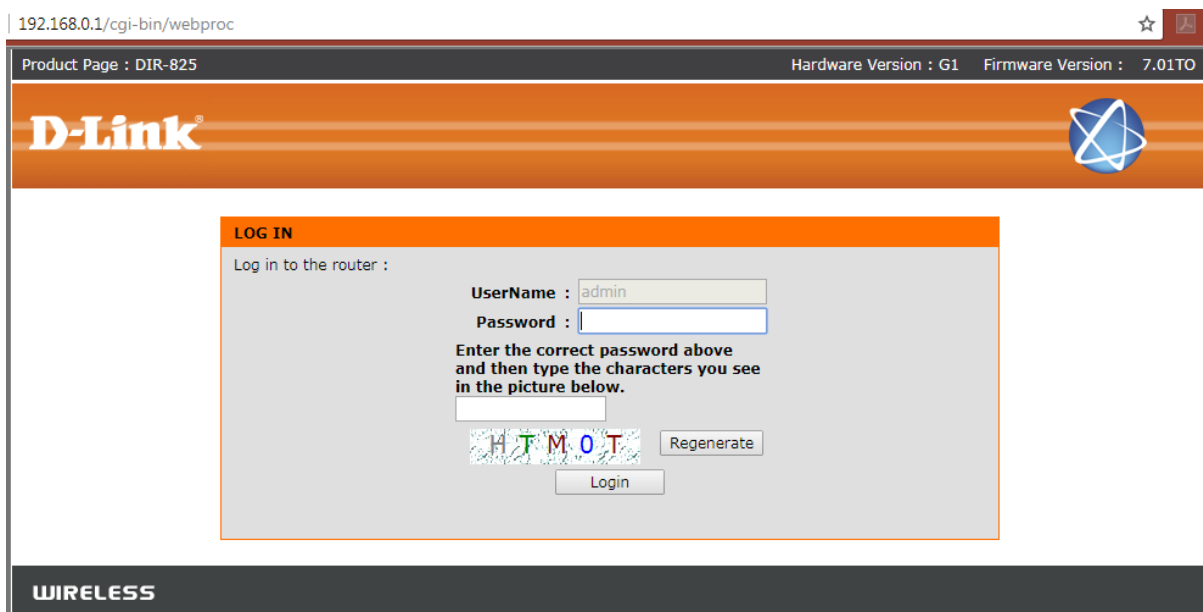 192.168.0.1/cgi-bin/webproc
Product Page : DIR-825 Hardware Version : G1 Firmware Version : 7.01TO
D-Link®
LOG IN
Log in to the router :
UserName : admin
Password :
Enter the correct password above
and then type the characters you see
in the picture below.
Regenerate
Login
WIRELESS